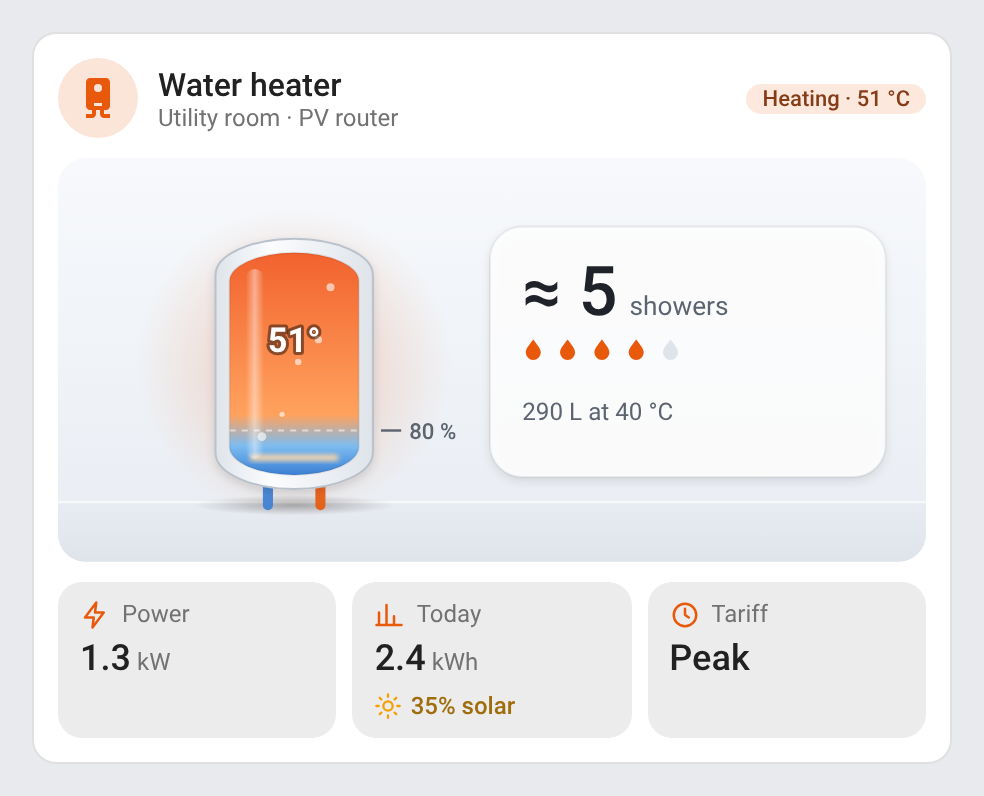 Water heater
Utility room · PV router
Heating · 51 °C
51°
80 %
≈ 5 showers
290 L at 40 °C
Power
1.3 kW
Today
2.4 kWh
35% solar
Tariff
Peak